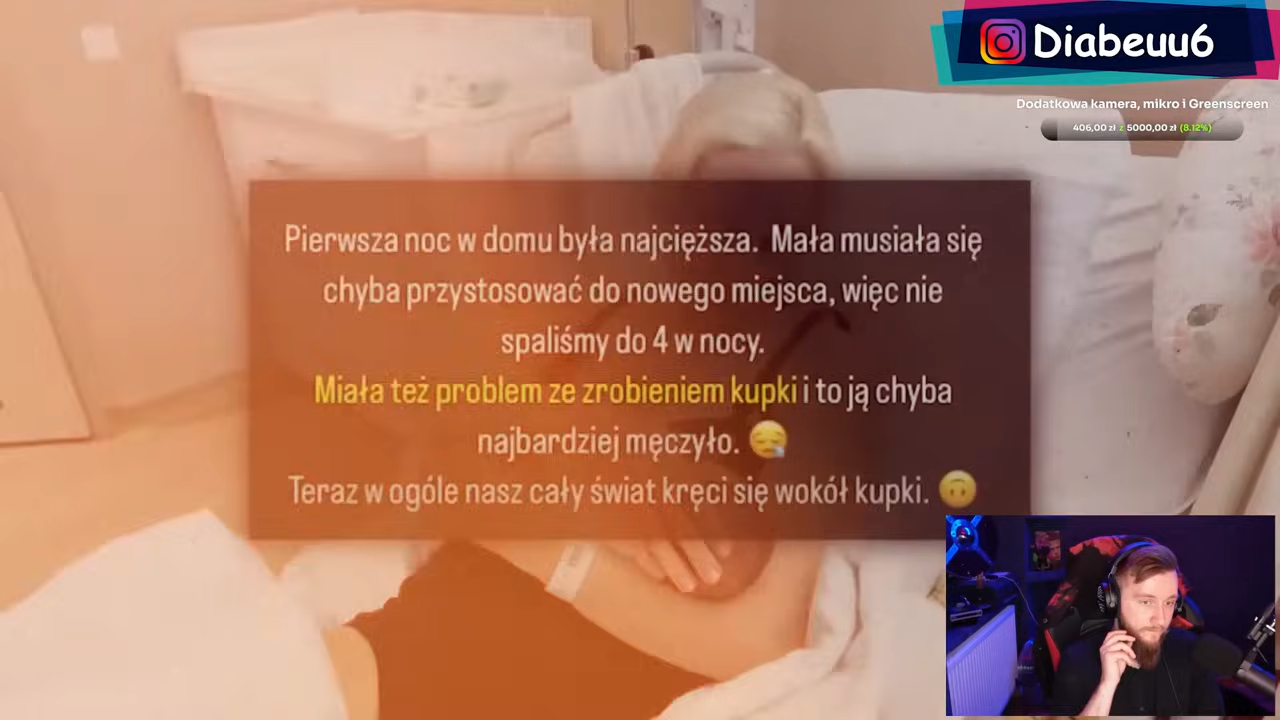 Diabeuu6
Dodatkowa kamera, mikro i Greenscreen
406,00 zł z 5000,00 zł (8.12%)
Pierwsza noc w domu była najcięższa. Mała musiała się
chyba przystosować do nowego miejsca, więc nie
spaliśmy do 4 w nocy.
Miała też problem ze zrobieniem kupki i to ją chyba
najbardziej męczyło. 😪
Teraz w ogóle nasz cały świat kręci się wokół kupki. 🙃